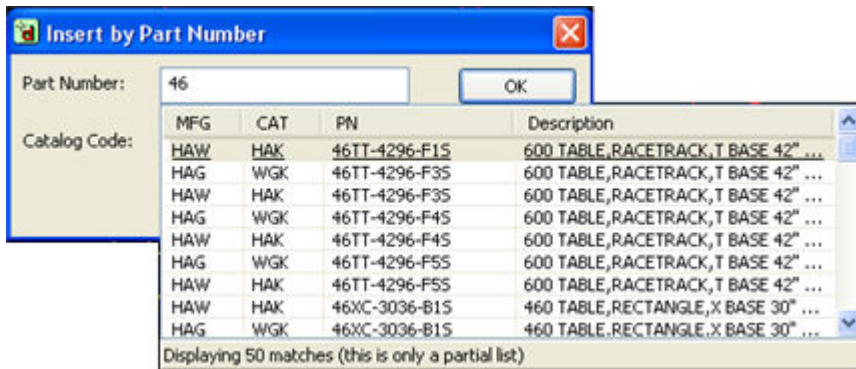 Insert by Part Number
Part Number: 46 OK
Catalog Code:
MFG CAT PN Description
HAW HAK 46TT-4296-F1S 600 TABLE,RACETRACK,T BASE 42" ...
HAG WGK 46TT-4296-F3S 600 TABLE,RACETRACK,T BASE 42" ...
HAW HAK 46TT-4296-F3S 600 TABLE,RACETRACK,T BASE 42" ...
HAG WGK 46TT-4296-F4S 600 TABLE,RACETRACK,T BASE 42" ...
HAW HAK 46TT-4296-F4S 600 TABLE,RACETRACK,T BASE 42" ...
HAG WGK 46TT-4296-F5S 600 TABLE,RACETRACK,T BASE 42" ...
HAW HAK 46TT-4296-F5S 600 TABLE,RACETRACK,T BASE 42" ...
HAW HAK 46XC-3036-B1S 460 TABLE,RECTANGLE,X BASE 30" ...
HAG WGK 46XC-3036-B1S 460 TABLE,RECTANGLE,X BASE 30" ...
Displaying 50 matches (this is only a partial list)